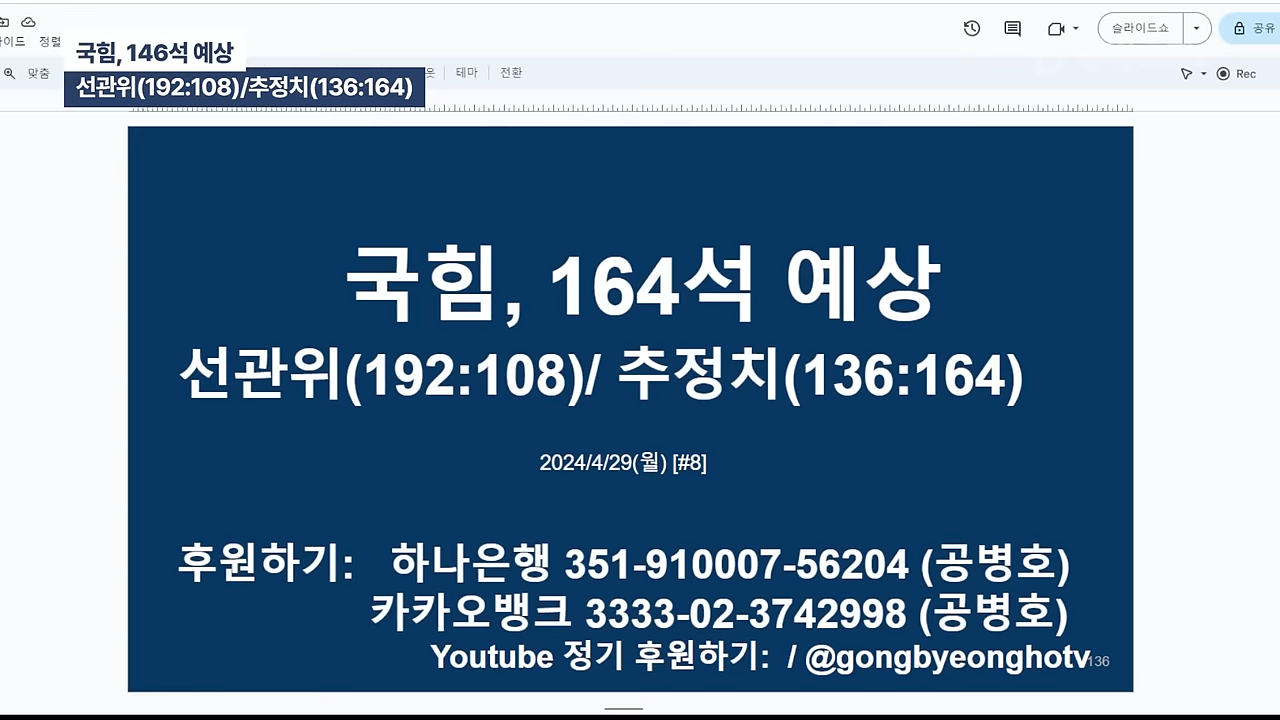 국힘, 146석 예상
선관위(192:108)/추정치(136:164)
정렬
슬라이드쇼
공유
맞춤
테마
전환
Rec
국힘, 164석 예상
선관위(192:108)/ 추정치(136:164)
2024/4/29(월) [#8]
후원하기: 하나은행 351-910007-56204 (공병호)
카카오뱅크 3333-02-3742998 (공병호)
Youtube 정기 후원하기: / @gongbyeonghotv
136